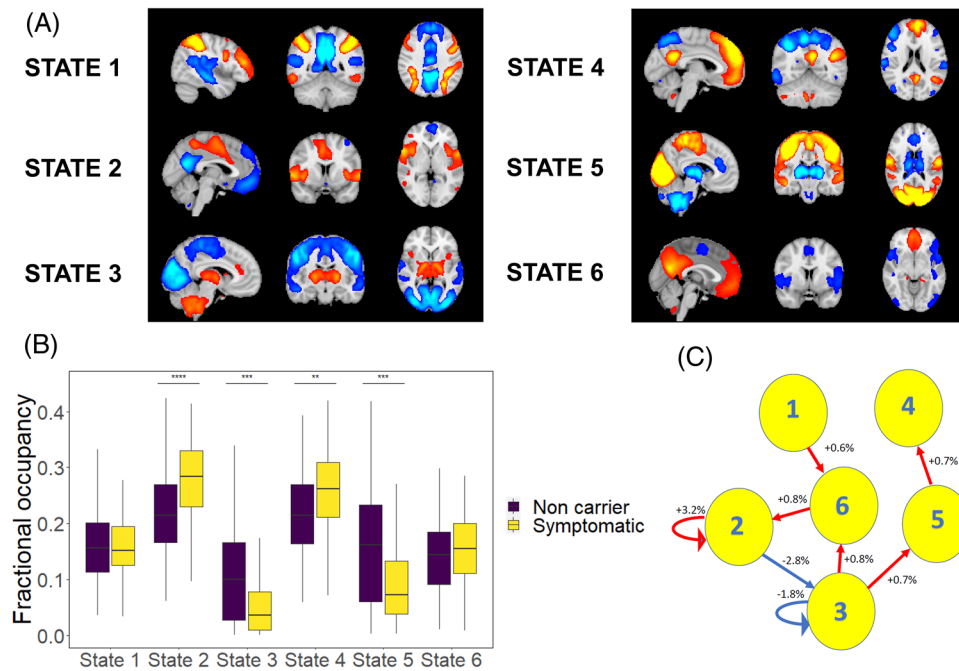 (A)
STATE 1
STATE 2
STATE 3
STATE 4
STATE 5
STATE 6
(B)
**** *** ** ***
Fractional occupancy
0.4
0.3
0.2
0.1
0.0
State 1 State 2 State 3 State 4 State 5 State 6
Non carrier
Symptomatic
(C)
1
4
+0.6%
+0.7%
+3.2%
+0.8%
2
6
5
-2.8%
+0.8%
+0.7%
-1.8%
3